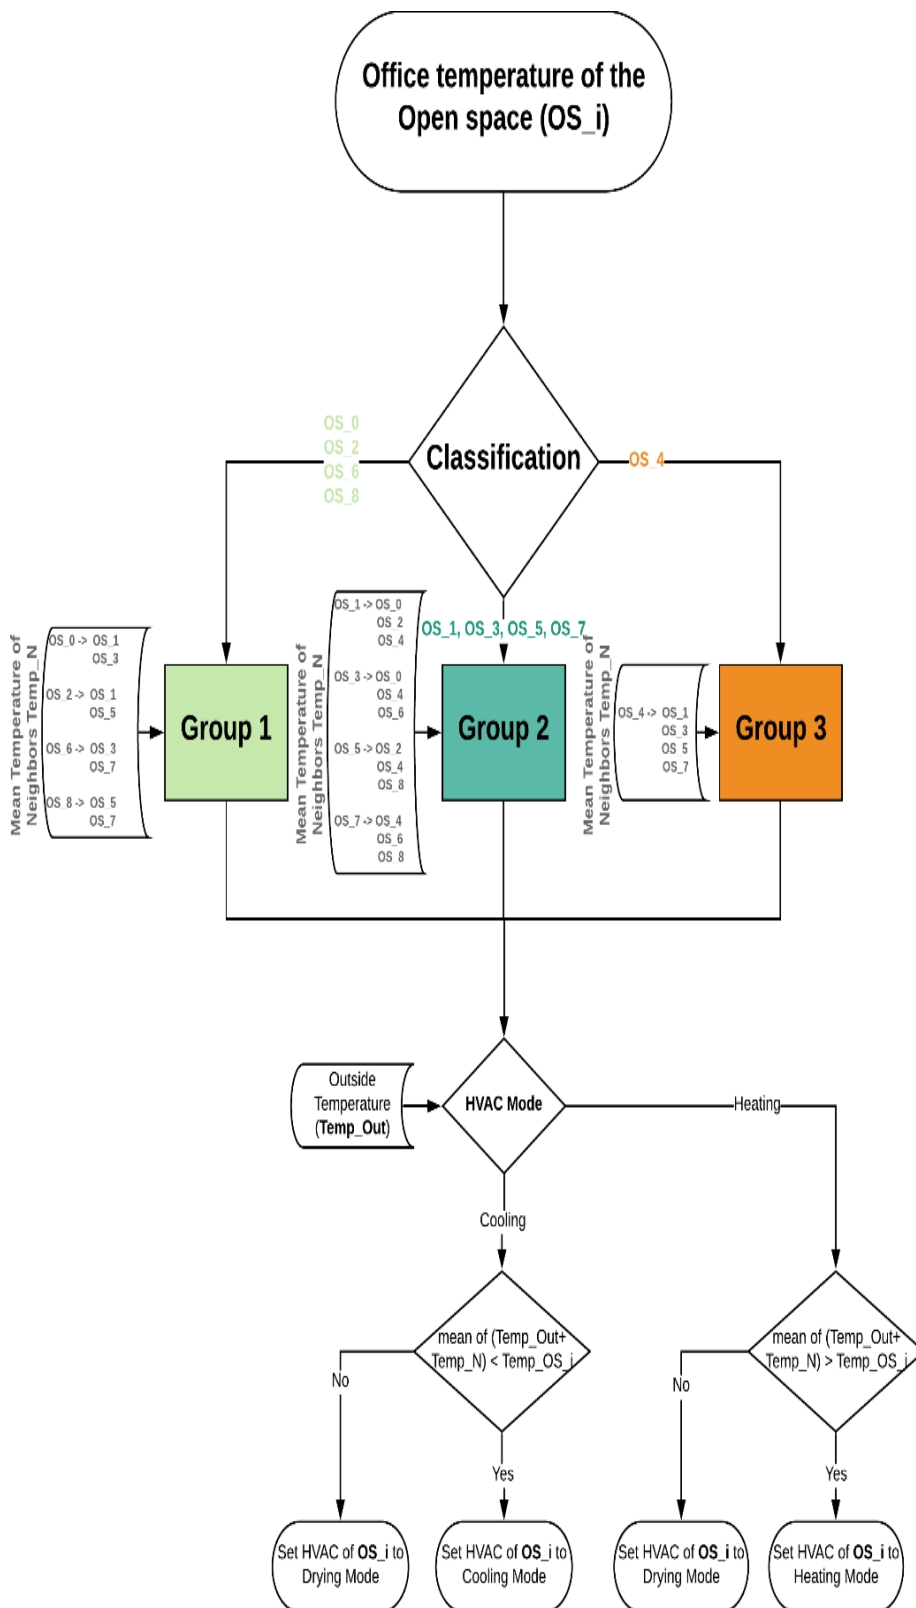 Office temperature of the
Open space (OS_i)
Classification
OS_0
OS_2
OS_6
OS_8
OS_4
OS_1, OS_3, OS_5, OS_7
Mean Temperature of
Neighbors Temp_N
OS_0 -> OS_1
OS_3
OS_2 -> OS_1
OS_5
OS_6 -> OS_3
OS_7
OS_8 -> OS_5
OS_7
Group 1
Mean Temperature of
Neighbors Temp_N
OS_1 -> OS_0
OS_2
OS_4
OS_3 -> OS_0
OS_4
OS_6
OS_5 -> OS_2
OS_4
OS_8
OS_7 -> OS_4
OS_6
OS_8
Group 2
Mean Temperature of
Neighbors Temp_N
OS_4 -> OS_1
OS_3
OS_5
OS_7
Group 3
Outside
Temperature
(Temp_Out)
HVAC Mode
Heating
Cooling
mean of (Temp_Out+
Temp_N) < Temp_OS_i
mean of (Temp_Out+
Temp_N) > Temp_OS_i
No
Yes
No
Yes
Set HVAC of OS_i to
Drying Mode
Set HVAC of OS_i to
Cooling Mode
Set HVAC of OS_i to
Drying Mode
Set HVAC of OS_i to
Heating Mode